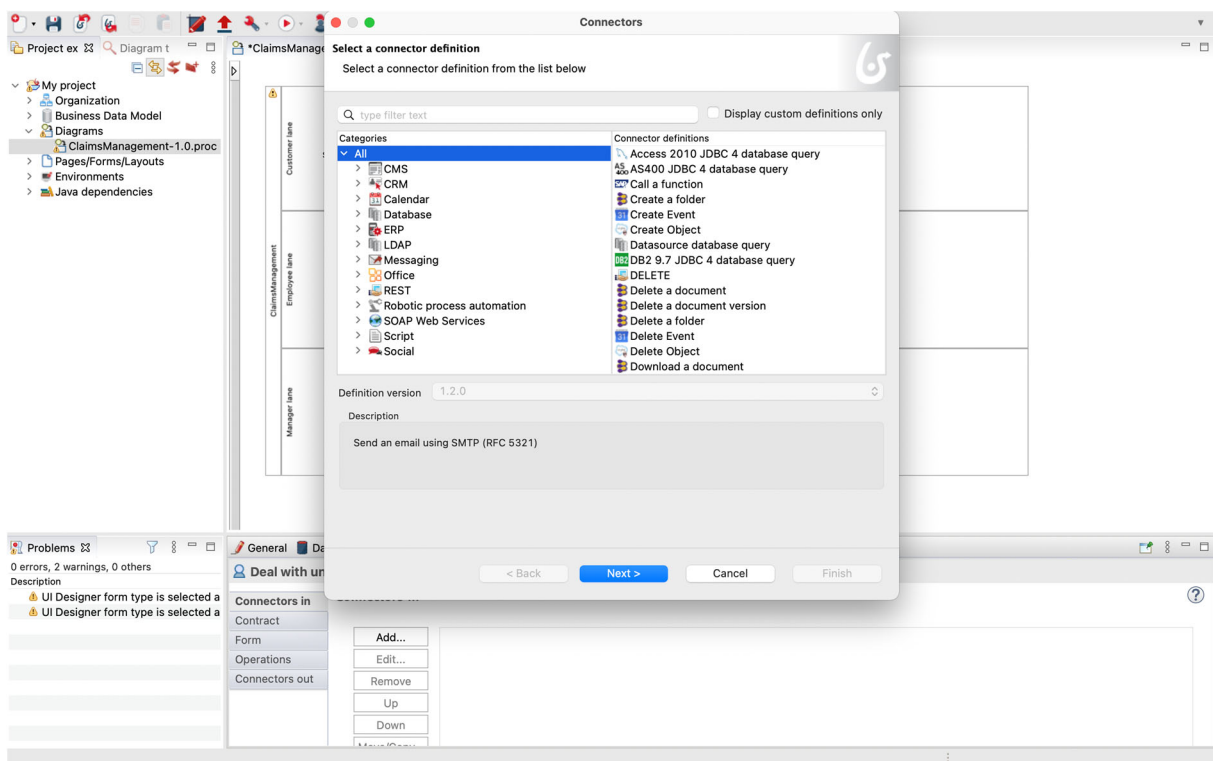 Connectors
Project ex
Diagram t
*ClaimsManage
My project
Organization
Business Data Model
Diagrams
ClaimsManagement-1.0.proc
Pages/Forms/Layouts
Environments
Java dependencies
ClaimsManagement
Customer lane
Employee lane
Manager lane
Select a connector definition
Select a connector definition from the list below
type filter text
Display custom definitions only
Categories
All
CMS
CRM
Calendar
Database
ERP
LDAP
Messaging
Office
REST
Robotic process automation
SOAP Web Services
Script
Social
Connector definitions
Access 2010 JDBC 4 database query
AS400 JDBC 4 database query
Call a function
Create a folder
Create Event
Create Object
Datasource database query
DB2 9.7 JDBC 4 database query
DELETE
Delete a document
Delete a document version
Delete a folder
Delete Event
Delete Object
Download a document
Definition version 1.2.0
Description
Send an email using SMTP (RFC 5321)
< Back
Next >
Cancel
Finish
Problems
0 errors, 2 warnings, 0 others
Description
UI Designer form type is selected a
UI Designer form type is selected a
General
Da
Deal with un
Connectors in
Contract
Form
Operations
Connectors out
Add...
Edit...
Remove
Up
Down